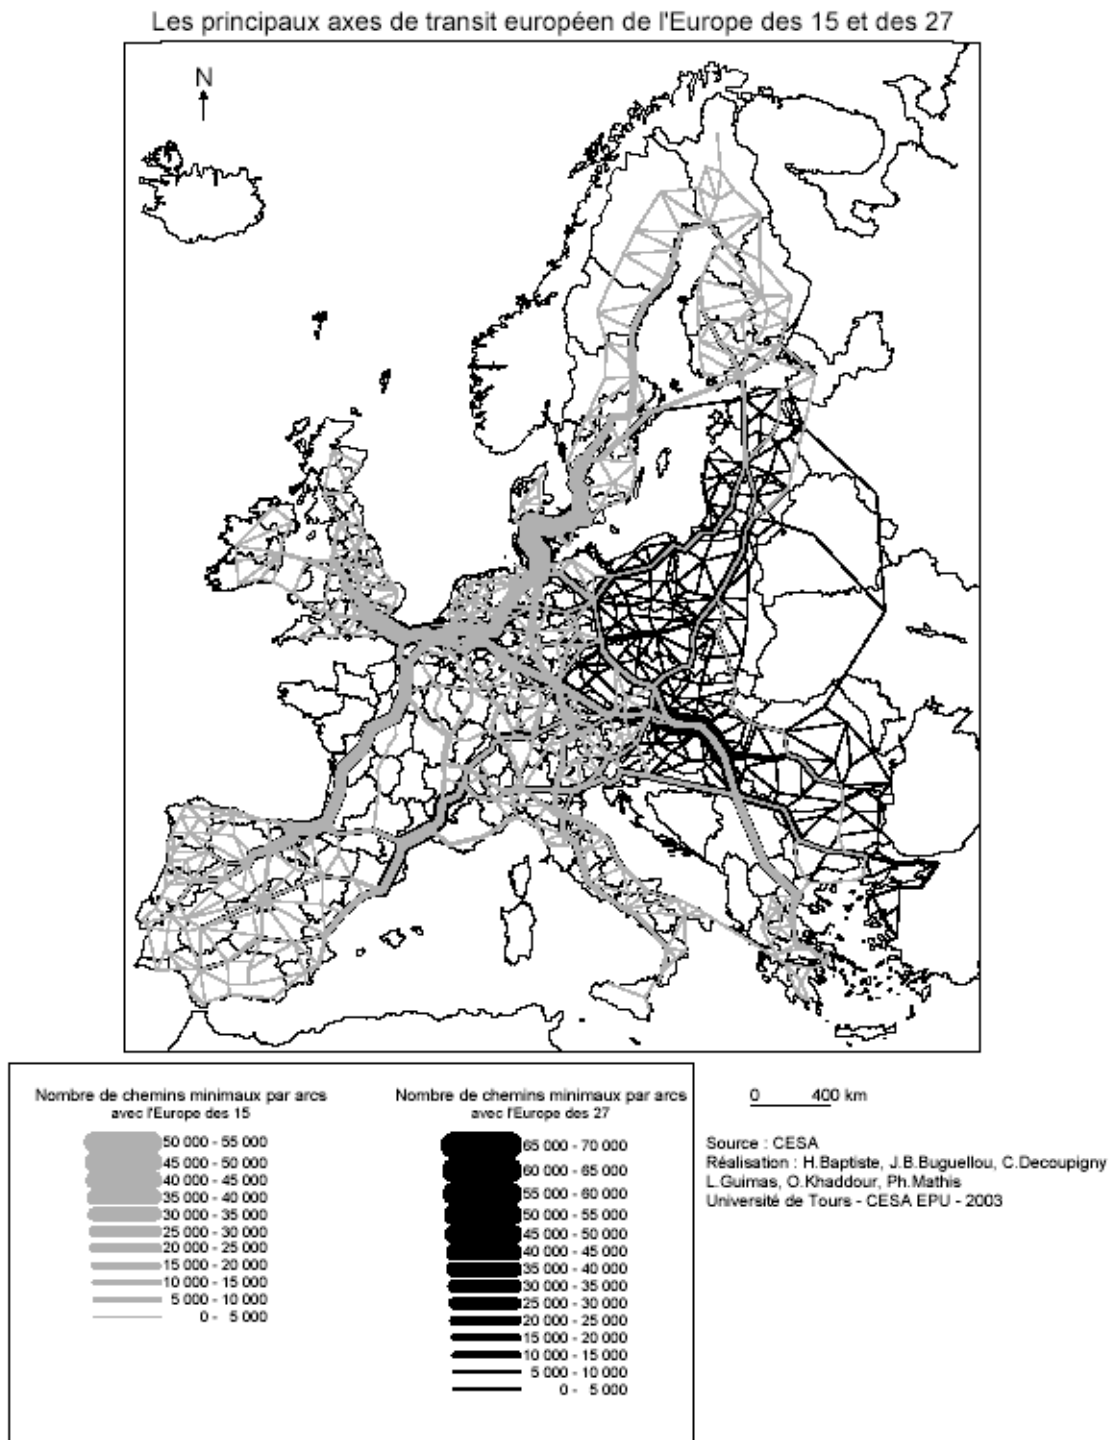 Les principaux axes de transit européen de l'Europe des 15 et des 27
N
Nombre de chemins minimaux par arcs
avec l'Europe des 15
50 000 - 55 000
45 000 - 50 000
40 000 - 45 000
35 000 - 40 000
30 000 - 35 000
25 000 - 30 000
20 000 - 25 000
15 000 - 20 000
10 000 - 15 000
5 000 - 10 000
0 - 5 000
Nombre de chemins minimaux par arcs
avec l'Europe des 27
65 000 - 70 000
60 000 - 65 000
55 000 - 60 000
50 000 - 55 000
45 000 - 50 000
40 000 - 45 000
35 000 - 40 000
30 000 - 35 000
25 000 - 30 000
20 000 - 25 000
15 000 - 20 000
10 000 - 15 000
5 000 - 10 000
0 - 5 000
0 400 km
Source : CESA
Réalisation : H.Baptiste, J.B.Buguellou, C.Decoupigny
L.Guimas, O.Khaddour, Ph.Mathis
Université de Tours - CESA EPU - 2003